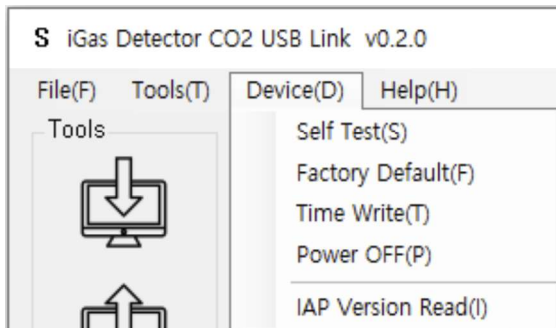 S iGas Detector CO2 USB Link v0.2.0
File(F) Tools(T) Device(D) Help(H)
Tools
Self Test(S)
Factory Default(F)
Time Write(T)
Power OFF(P)
IAP Version Read(I)